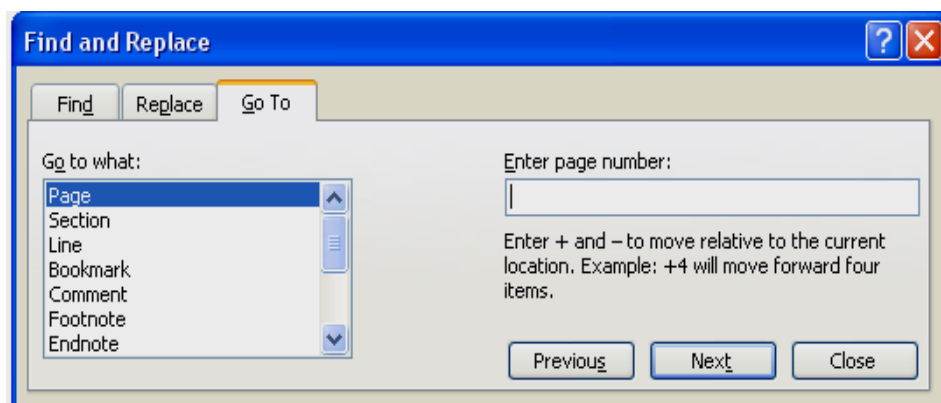 Find and Replace
Find
Replace
Go To
Go to what:
Page
Section
Line
Bookmark
Comment
Footnote
Endnote
Enter page number:
Enter + and – to move relative to the current
location. Example: +4 will move forward four
items.
Previous
Next
Close